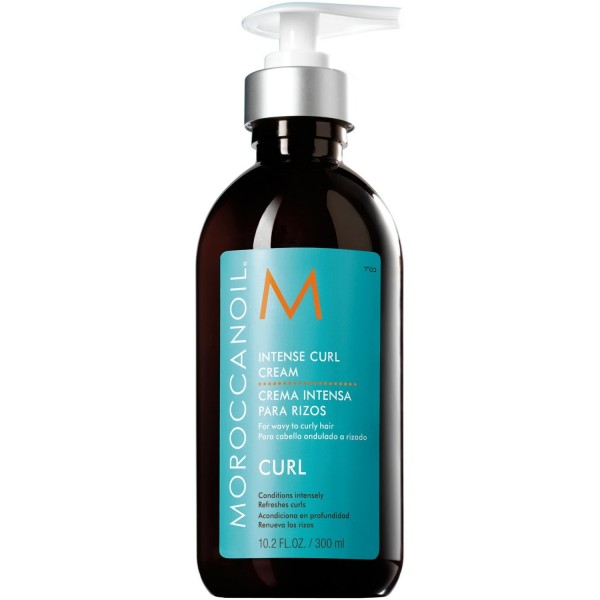 MOROCCANOIL®
M
INTENSE CURL
CREAM
CREMA INTENSA
PARA RIZOS
For wavy to curly hair
Para cabello ondulado a rizado
CURL
Conditions intensely
Refreshes curls
Acondiciona en profundidad
Renueva los rizos
10.2 FL.OZ. / 300 ml